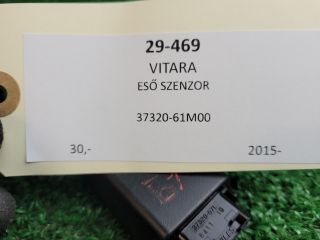 29-469
VITARA
ESŐ SZENZOR
37320-61M00
30,- 2015-